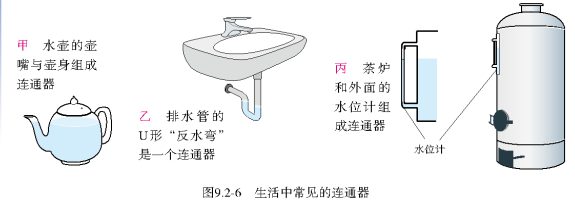 甲 水壶的壶
嘴与壶身组成
连通器
乙 排水管的
U形“反水弯”
是一个连通器
丙 茶炉
和外面的
水位计组
成连通器
水位计
图9.2-6 生活中常见的连通器